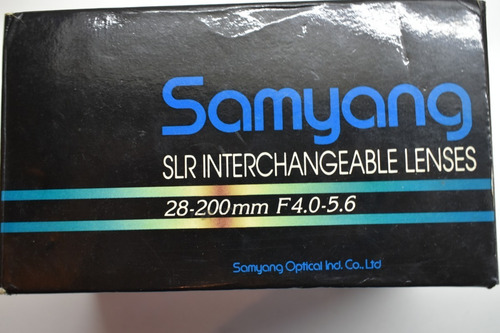 Samyang
SLR INTERCHANGEABLE LENSES
28-200mm F4.0-5.6
Samyang Optical Ind. Co., Ltd